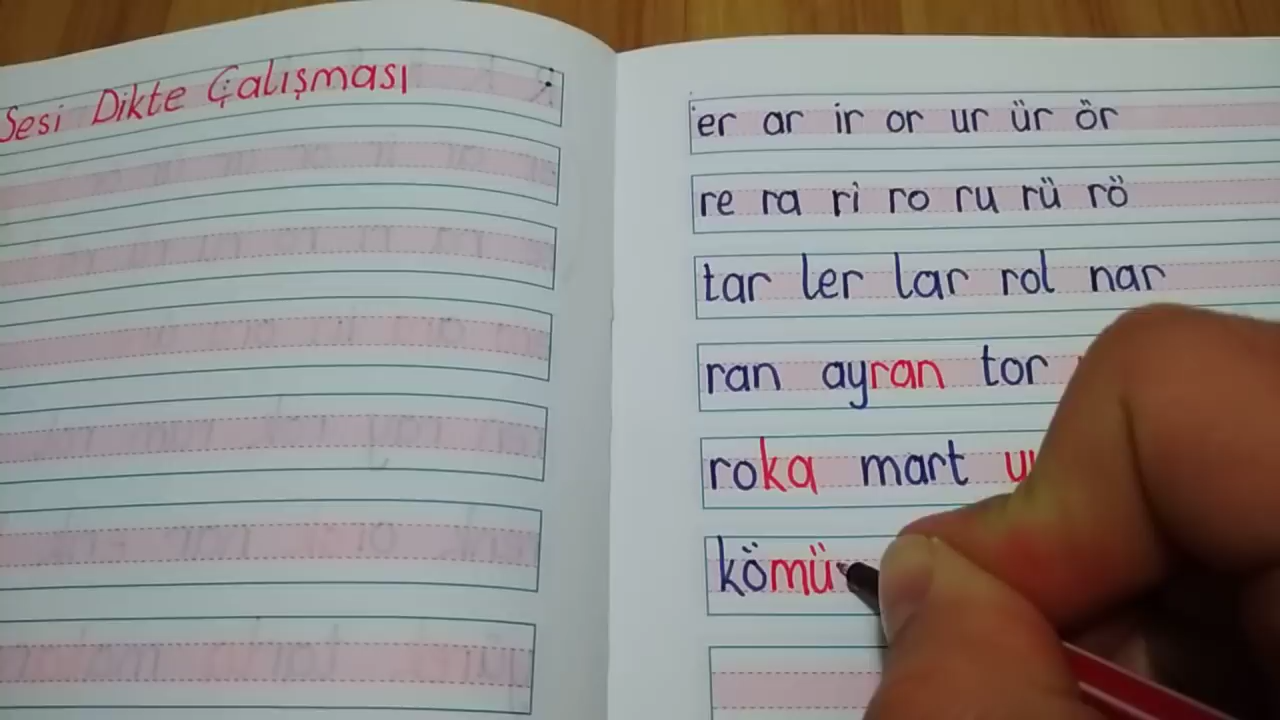 Sesi Dikte Çalışması
er ar ir or ur ür ör
re ra ri ro ru rü rö
tar ler lar rol nar
ran ayran tor
roka mart
kömü